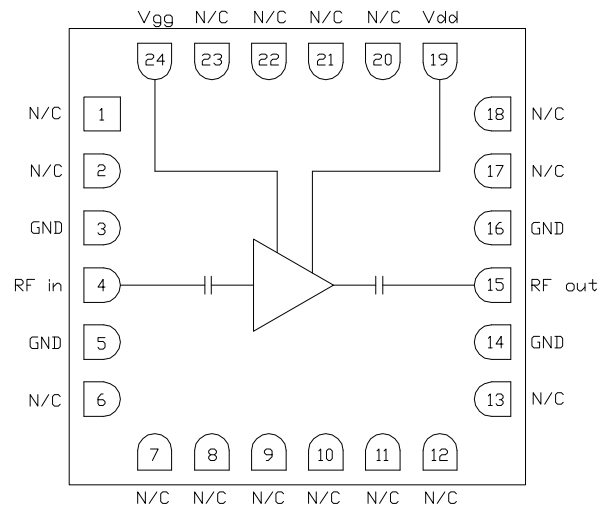 Vgg N/C N/C N/C N/C Vdd
24 23 22 21 20 19
N/C 1 18 N/C
N/C 2 17 N/C
GND 3 16 GND
RF in 4 15 RF out
GND 5 14 GND
N/C 6 13 N/C
7 8 9 10 11 12
N/C N/C N/C N/C N/C N/C